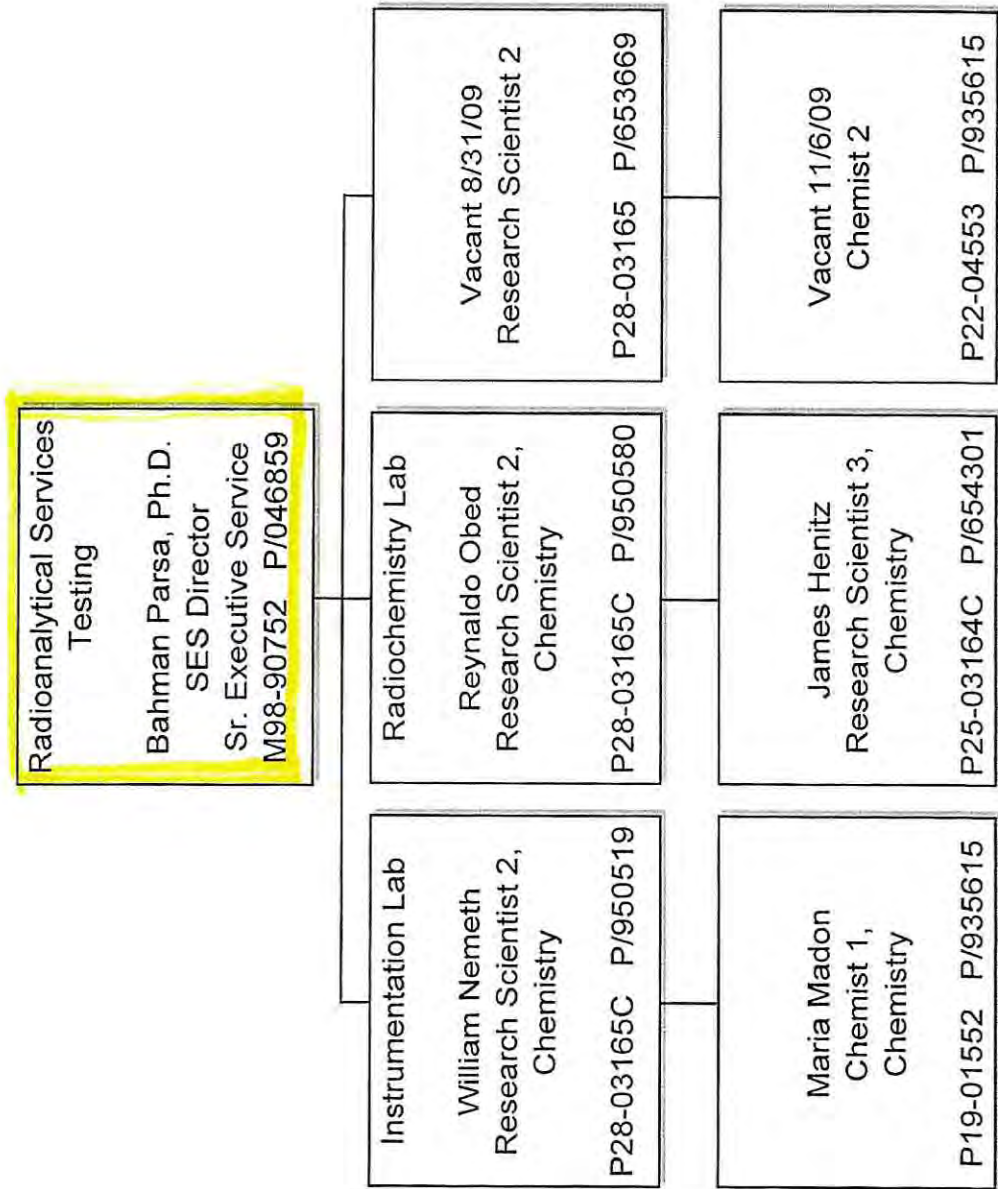 Radioanalytical Services
Testing
Bahman Parsa, Ph.D.
SES Director
Sr. Executive Service
M98-90752 P/046859
Instrumentation Lab
William Nemeth
Research Scientist 2,
Chemistry
P28-03165C P/950519
Radiochemistry Lab
Reynaldo Obed
Research Scientist 2,
Chemistry
P28-03165C P/950580
Vacant 8/31/09
Research Scientist 2
P28-03165 P/653669
Maria Madon
Chemist 1,
Chemistry
P19-01552 P/935615
James Henitz
Research Scientist 3,
Chemistry
P25-03164C P/654301
Vacant 11/6/09
Chemist 2
P22-04553 P/935615